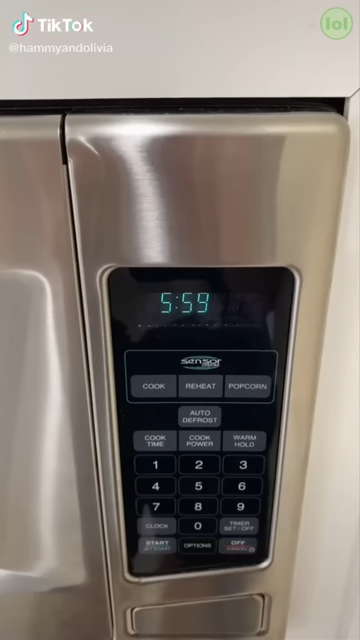 TikTok
lol
@hammyandolivia
5:59
sensor
COOK REHEAT POPCORN
AUTO DEFROST
COOK TIME COOK POWER WARM HOLD
1 2 3
4 5 6
7 8 9
CLOCK 0 TIMER SET / OFF
START OPTIONS OFF
CANCEL